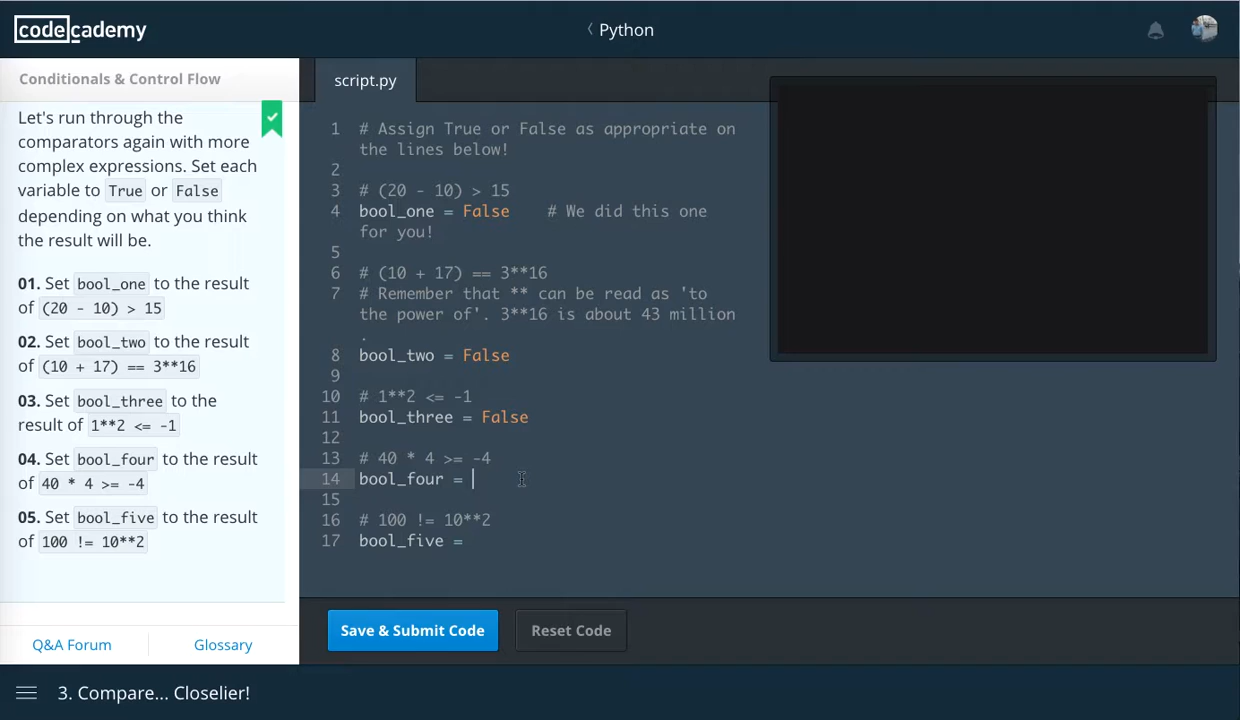 codecademy
Python
Conditionals & Control Flow
Let's run through the
comparators again with more
complex expressions. Set each
variable to True or False
depending on what you think
the result will be.
01. Set bool_one to the result
of (20 - 10) > 15
02. Set bool_two to the result
of (10 + 17) == 3**16
03. Set bool_three to the
result of 1**2 <= -1
04. Set bool_four to the result
of 40 * 4 >= -4
05. Set bool_five to the result
of 100 != 10**2
Q&A Forum Glossary
script.py
1 # Assign True or False as appropriate on
the lines below!
2
3 # (20 - 10) > 15
4 bool_one = False    # We did this one
for you!
5
6 # (10 + 17) == 3**16
7 # Remember that ** can be read as 'to
the power of'. 3**16 is about 43 million
.
8 bool_two = False
9
10 # 1**2 <= -1
11 bool_three = False
12
13 # 40 * 4 >= -4
14 bool_four =
15
16 # 100 != 10**2
17 bool_five =
Save & Submit Code Reset Code
3. Compare... Closelier!